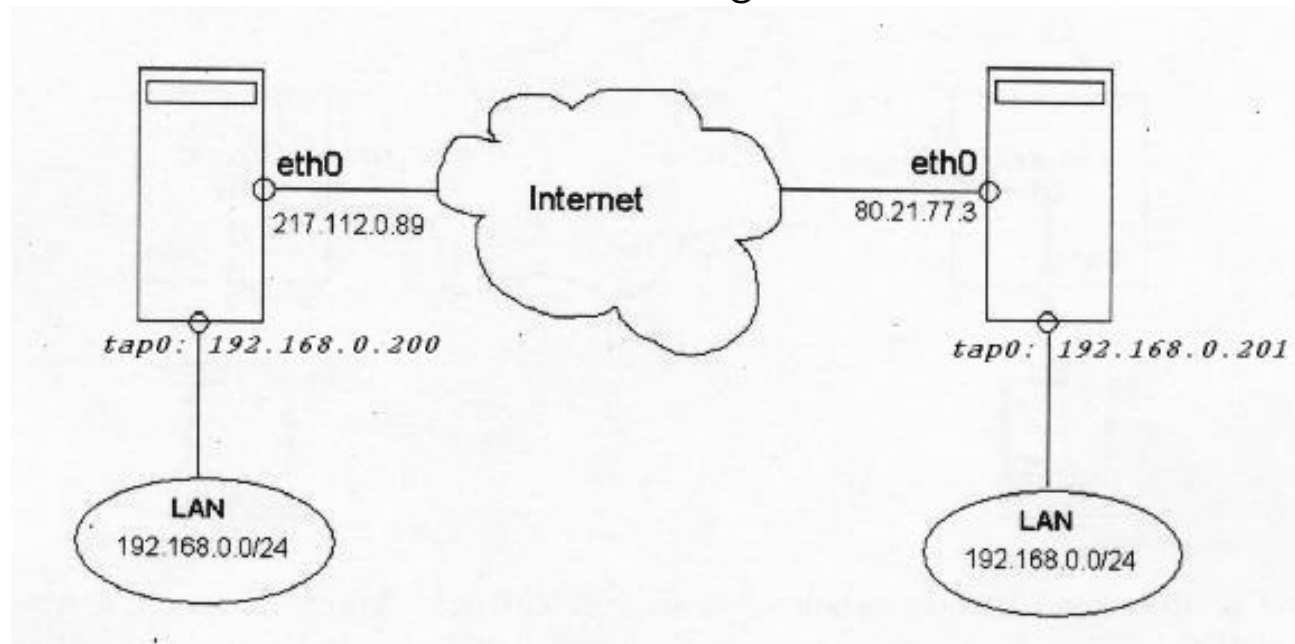 eth0
217.112.0.89
Internet
eth0
80.21.77.3
tap0: 192.168.0.200
tap0: 192.168.0.201
LAN
192.168.0.0/24
LAN
192.168.0.0/24